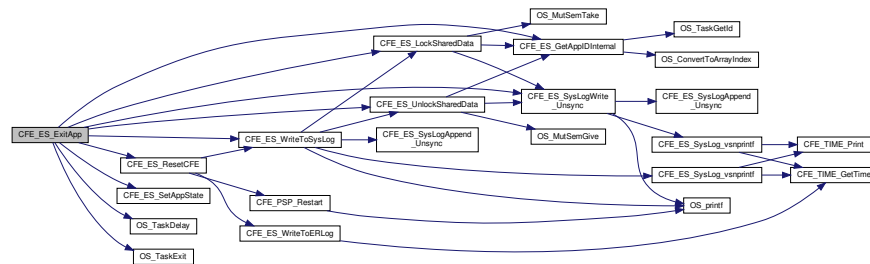 OS_MutSemTake
OS_TaskGetId
CFE_ES_LockSharedData
CFE_ES_GetAppIDInternal
OS_ConvertToArrayIndex
CFE_ES_UnlockSharedData
CFE_ES_SysLogWrite
_Unsync
CFE_ES_SysLogAppend
_Unsync
CFE_ES_ExitApp
CFE_ES_WriteToSysLog
CFE_ES_SysLogAppend
_Unsync
OS_MutSemGive
CFE_ES_SysLog_vsnprintf
CFE_TIME_Print
CFE_ES_ResetCFE
CFE_ES_SysLog_vsnprintf
CFE_TIME_GetTime
CFE_ES_SetAppState
CFE_PSP_Restart
OS_printf
OS_TaskDelay
CFE_ES_WriteToERLog
OS_TaskExit